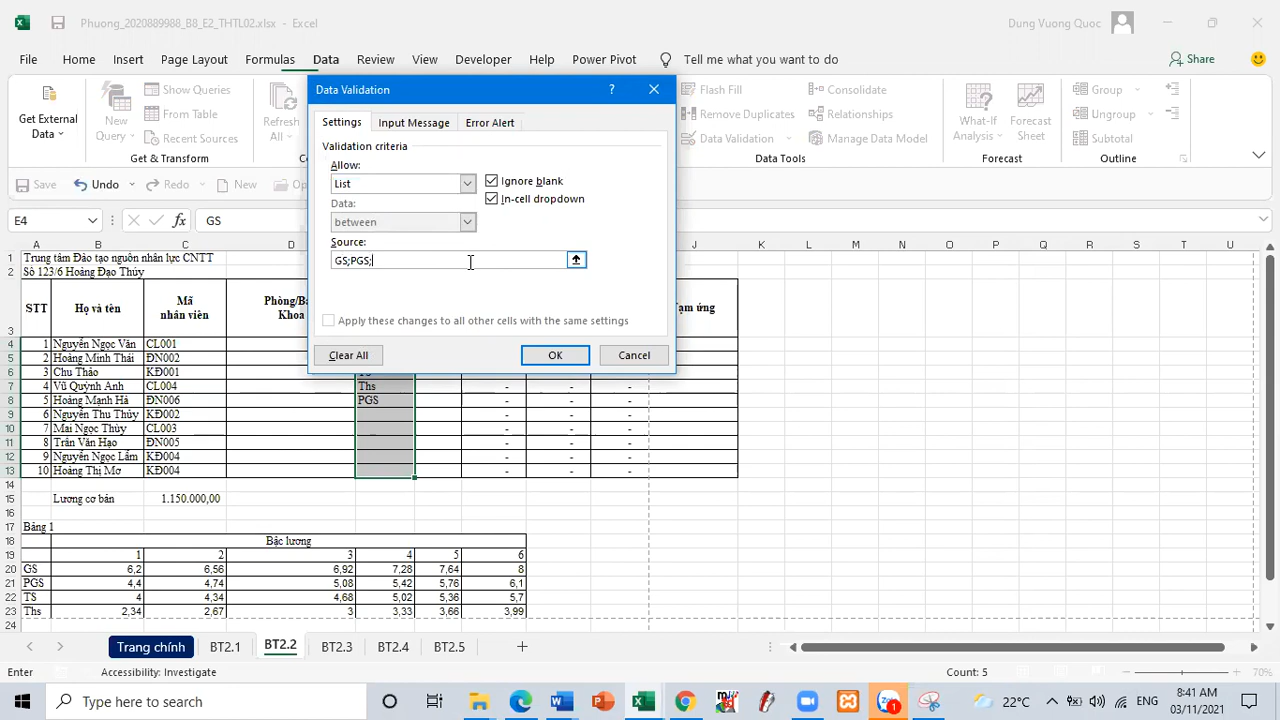 Phuong_2020889988_B8_E2_THTL02.xlsx - Excel
Dung Vuong Quoc
File Home Insert Page Layout Formulas Data Review View Developer Help Power Pivot Tell me what you want to do
Share
Get External Data
New Query
Show Queries
From Table
Recent Sources
Refresh All
Get & Transform
Flash Fill
Remove Duplicates
Data Validation
Consolidate
Relationships
Manage Data Model
Data Tools
What-If Analysis
Forecast Sheet
Forecast
Group
Ungroup
Subtotal
Outline
Save Undo Redo New
E4 GS
Data Validation
Settings Input Message Error Alert
Validation criteria
Allow:
List
Ignore blank
Data:
In-cell dropdown
between
Source:
GS;PGS;
Apply these changes to all other cells with the same settings
Clear All OK Cancel
A B C D J K L M N O P Q R
1 Trung tâm Đào tạo nguồn nhân lực CNTT
2 Số 123/6 Hoàng Đạo Thúy
3 STT Họ và tên Mã nhân viên Phòng/Ba Khoa ạm ứng
4 1 Nguyễn Ngọc Vân CL001
5 2 Hoàng Minh Thái ĐN002
6 3 Chu Thảo KĐ001
7 4 Vũ Quỳnh Anh CL004 Ths - - -
8 5 Hoàng Mạnh Hà ĐN006 PGS - - -
9 6 Nguyễn Thu Thủy KĐ002 - - -
10 7 Mai Ngọc Thùy CL003 - - -
11 8 Trần Văn Hạo ĐN005 - - -
12 9 Nguyễn Ngọc Lẫm KĐ004 - - -
13 10 Hoàng Thị Mơ KĐ004 - - -
14
15 Lương cơ bản 1.150.000,00
16
17 Bảng 1
18 Bậc lương
19 1 2 3 4 5 6
20 GS 6,2 6,56 6,92 7,28 7,64 8
21 PGS 4,4 4,74 5,08 5,42 5,76 6,1
22 TS 4 4,34 4,68 5,02 5,36 5,7
23 Ths 2,34 2,67 3 3,33 3,66 3,99
24
Trang chính BT2.1 BT2.2 BT2.3 BT2.4 BT2.5
Enter Accessibility: Investigate Count: 5 70%
Type here to search
22°C ENG 8:41 AM
03/11/2021